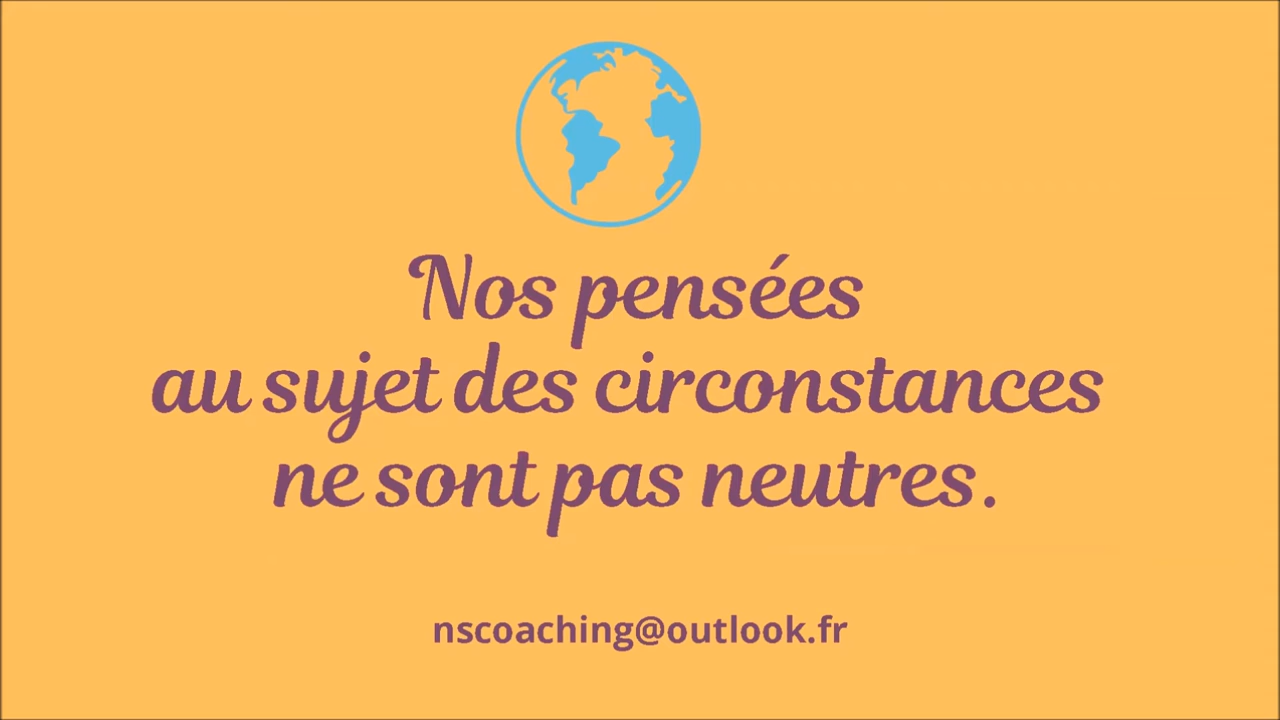 Nos pensées
au sujet des circonstances
ne sont pas neutres.
nscoaching@outlook.fr